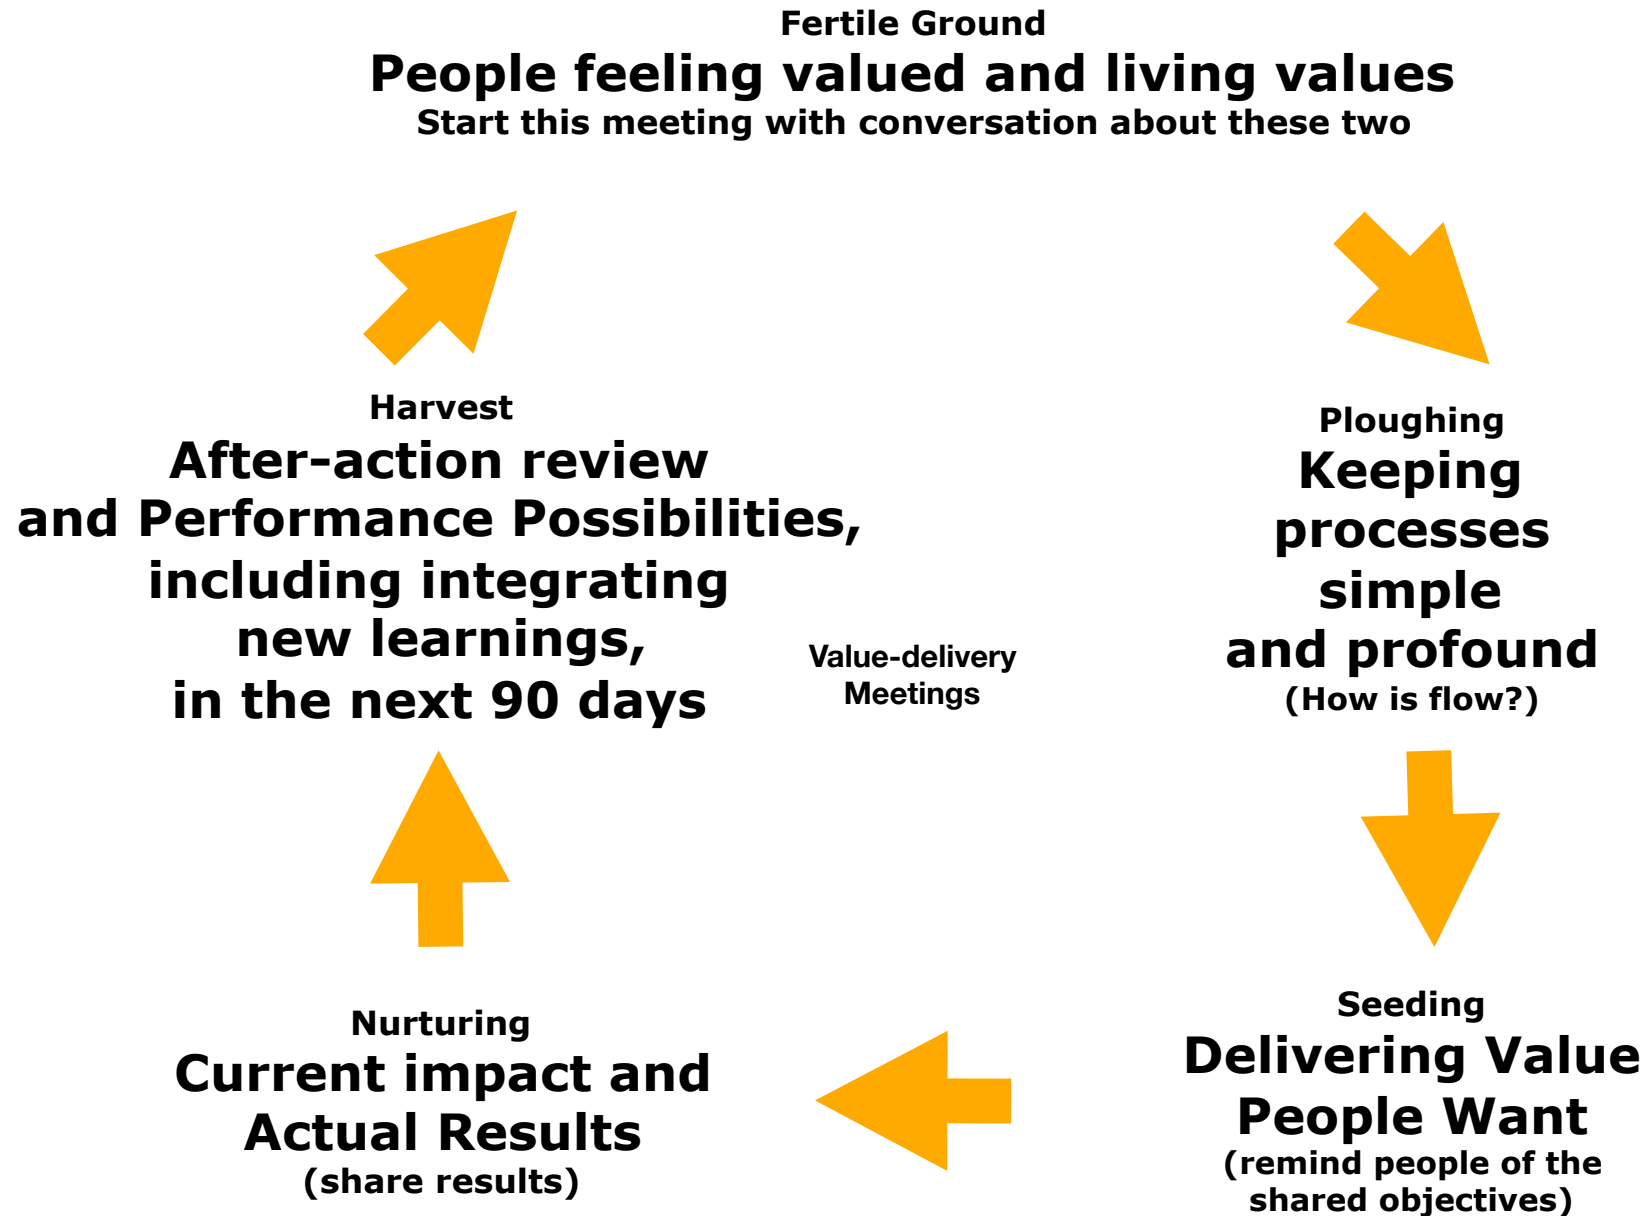 Fertile Ground
People feeling valued and living values
Start this meeting with conversation about these two
Ploughing
Keeping
processes
simple
and profound
(How is flow?)
Seeding
Delivering Value
People Want
(remind people of the
shared objectives)
Nurturing
Current impact and
Actual Results
(share results)
Harvest
After-action review
and Performance Possibilities,
including integrating
new learnings,
in the next 90 days
Value-delivery
Meetings